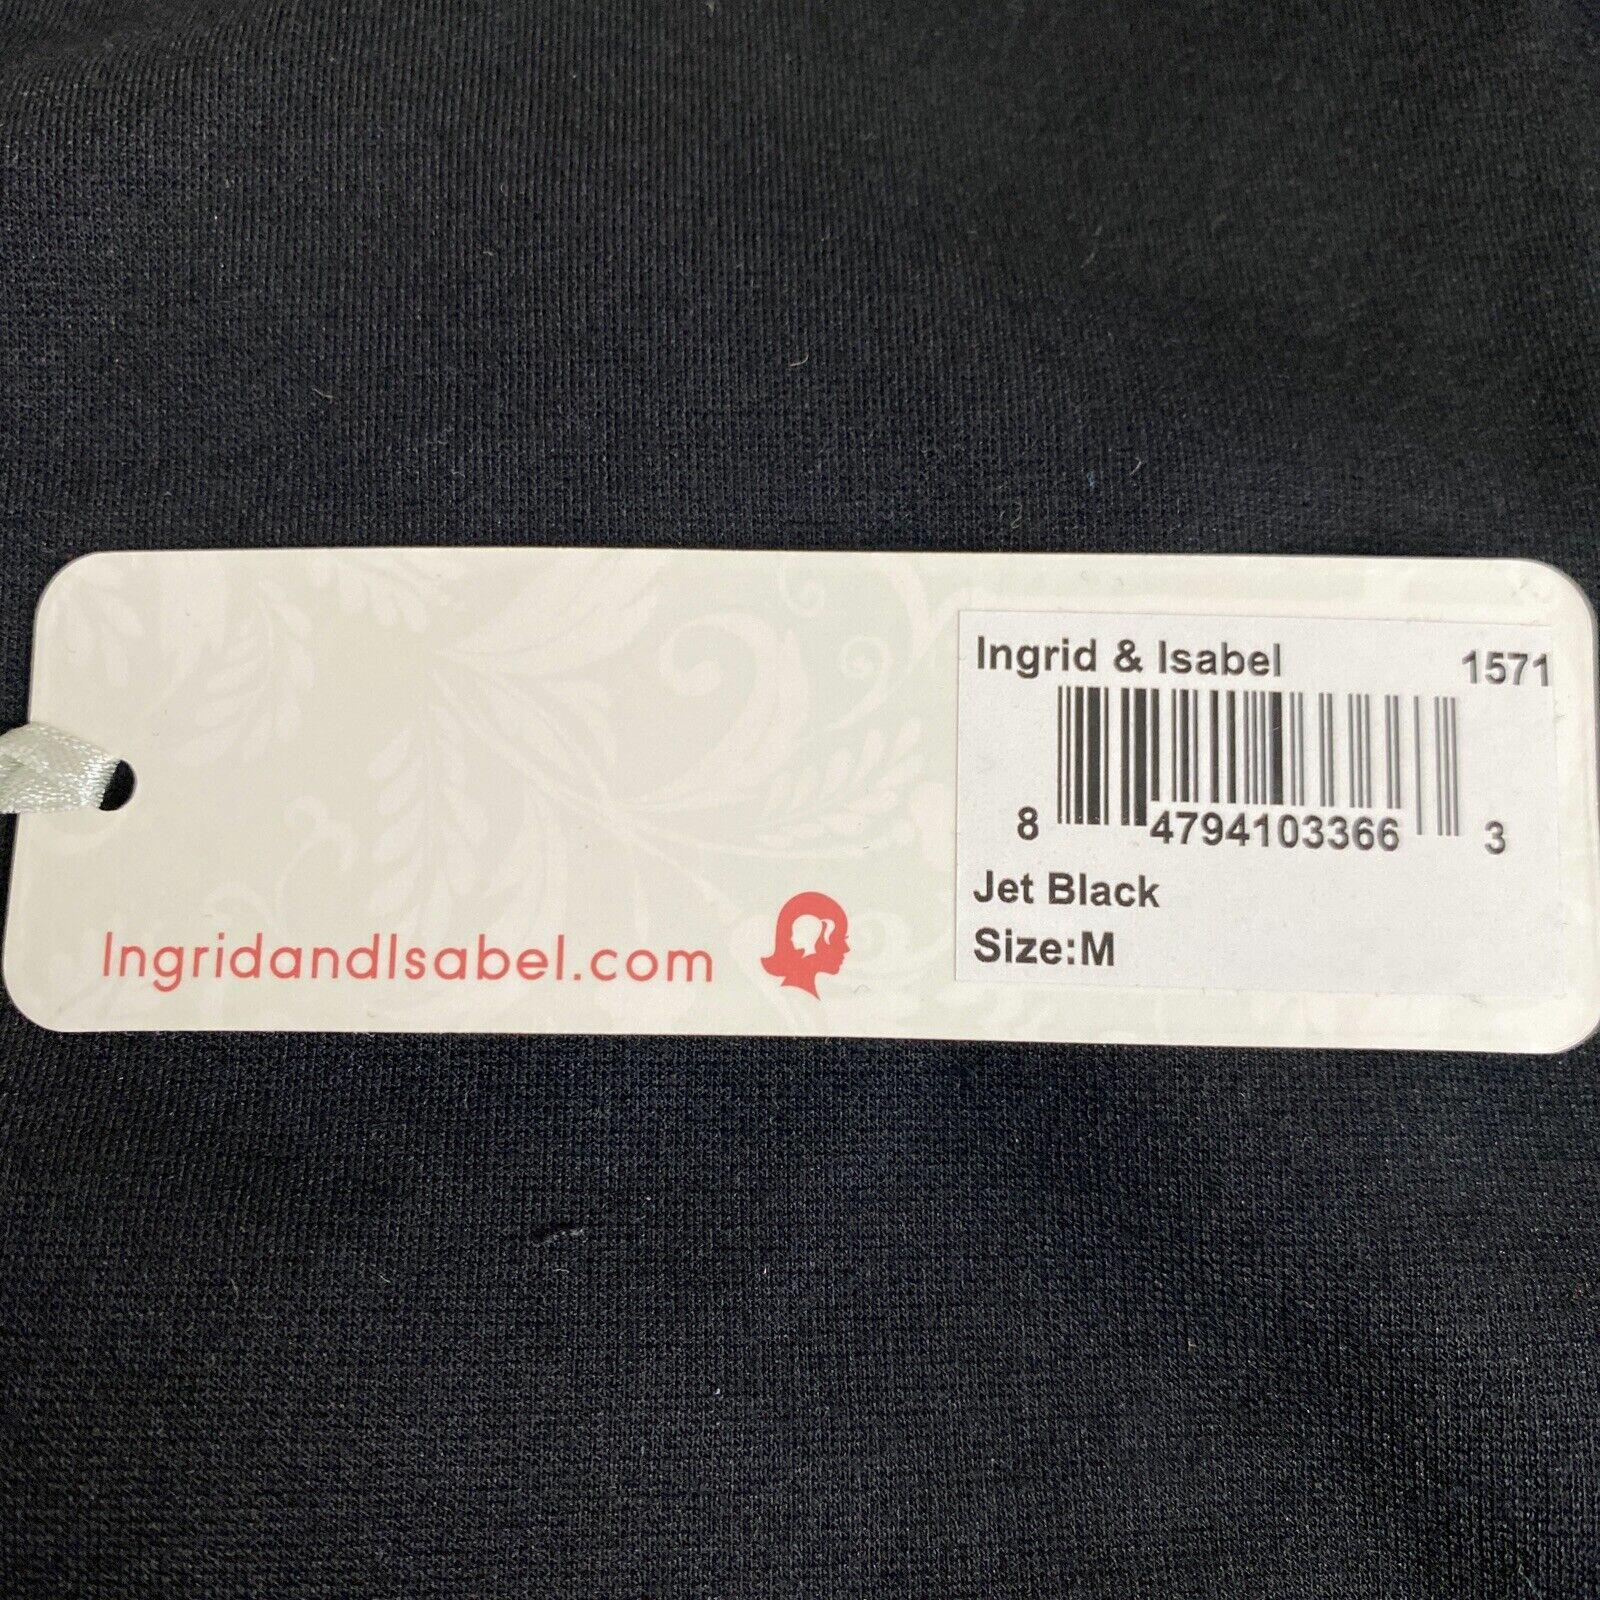 Ingrid & Isabel 1571
8 4794103366 3
Jet Black
Size:M
IngridandIsabel.com